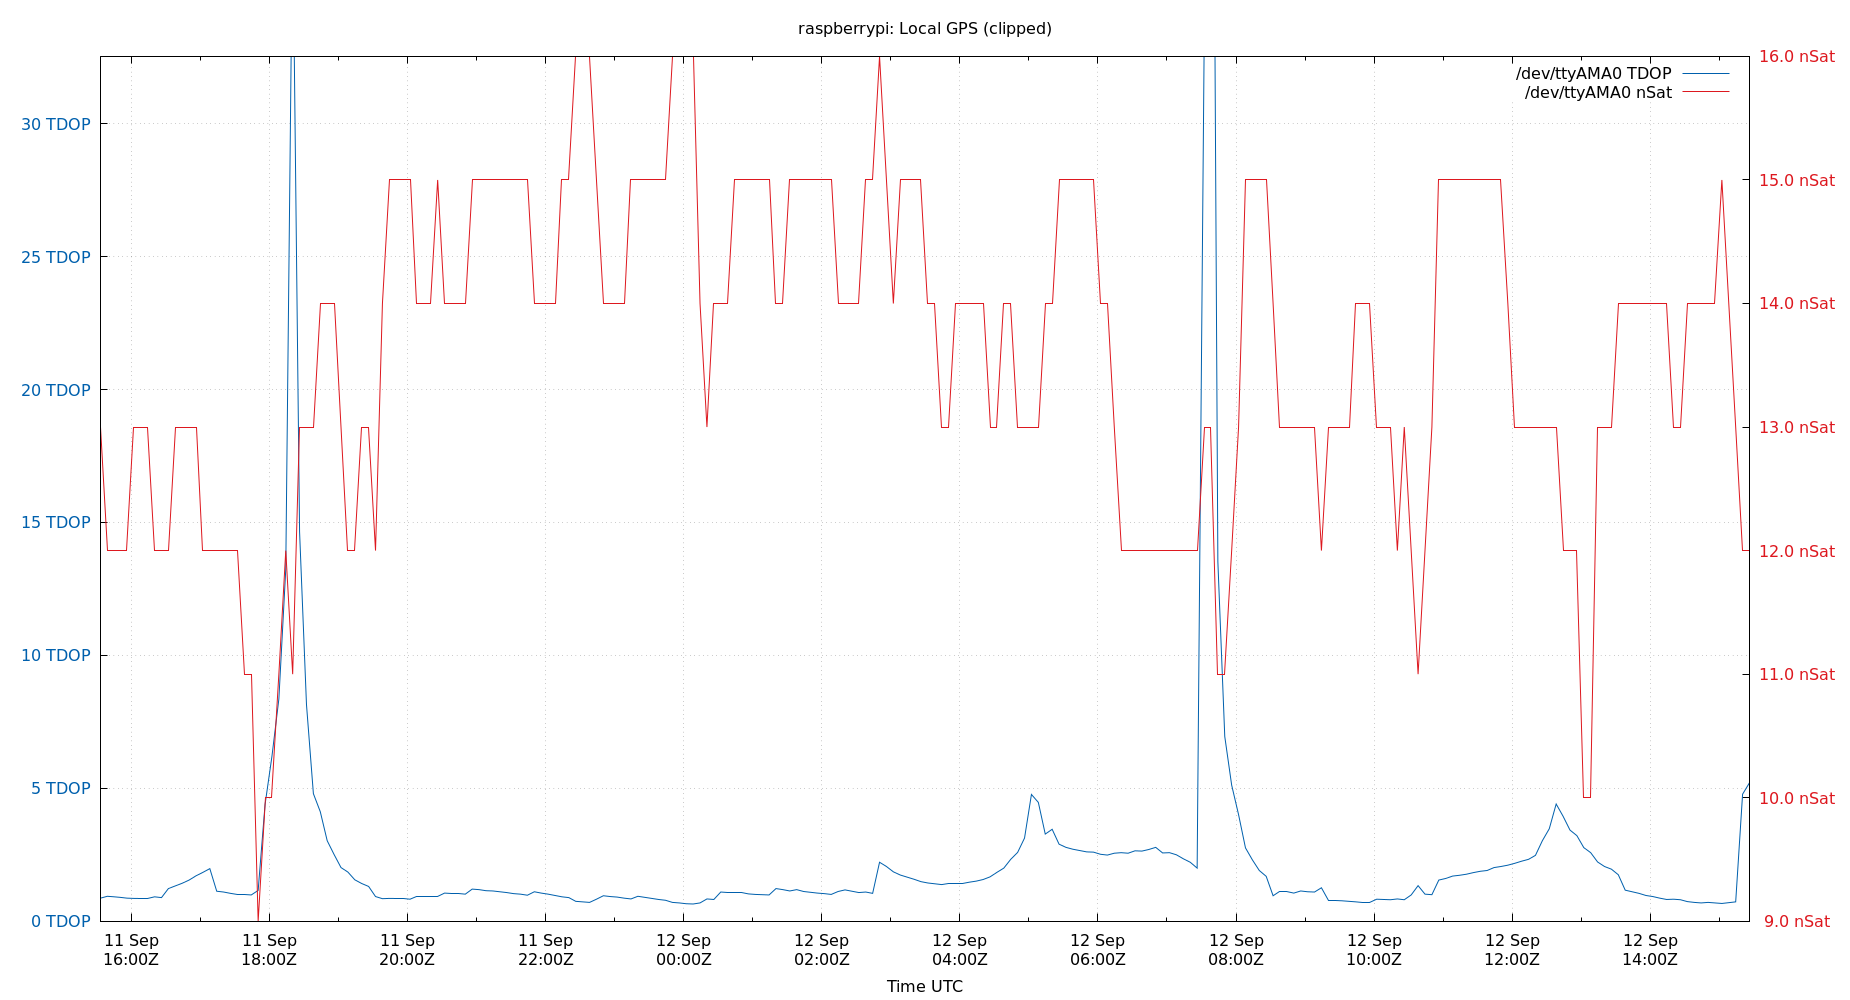 raspberrypi: Local GPS (clipped)
/dev/ttyAMA0 TDOP
/dev/ttyAMA0 nSat
30 TDOP
25 TDOP
20 TDOP
15 TDOP
10 TDOP
5 TDOP
0 TDOP
16.0 nSat
15.0 nSat
14.0 nSat
13.0 nSat
12.0 nSat
11.0 nSat
10.0 nSat
9.0 nSat
11 Sep
16:00Z
11 Sep
18:00Z
11 Sep
20:00Z
11 Sep
22:00Z
12 Sep
00:00Z
12 Sep
02:00Z
12 Sep
04:00Z
12 Sep
06:00Z
12 Sep
08:00Z
12 Sep
10:00Z
12 Sep
12:00Z
12 Sep
14:00Z
Time UTC